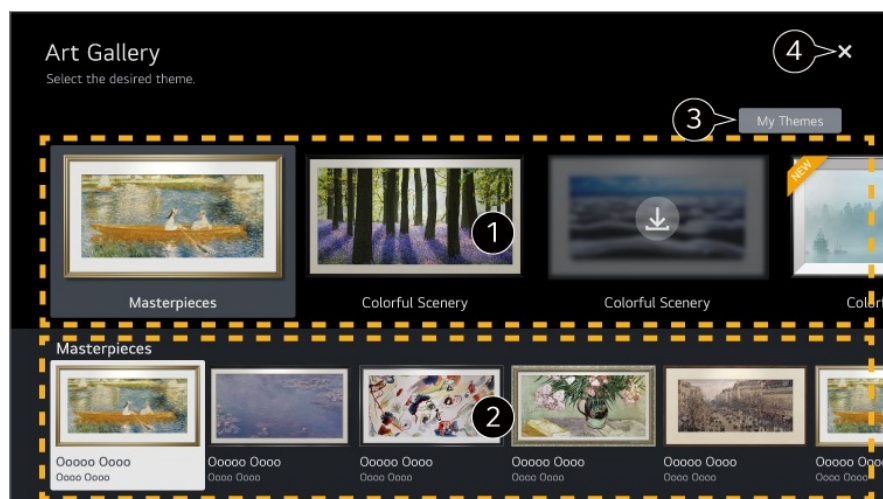 Art Gallery
Select the desired theme.
4
3
My Themes
NEW
1
Masterpieces
Colorful Scenery
Colorful Scenery
Color
Masterpieces
2
Ooooo Oooo
Ooooo Oooo
Ooooo Oooo
Ooooo Oooo
Ooooo Oooo
Ooooo Ooo
Oooo Oooo
Oooo Oooo
Oooo Oooo
Oooo Oooo
Oooo Oooo
Oooo Oooo